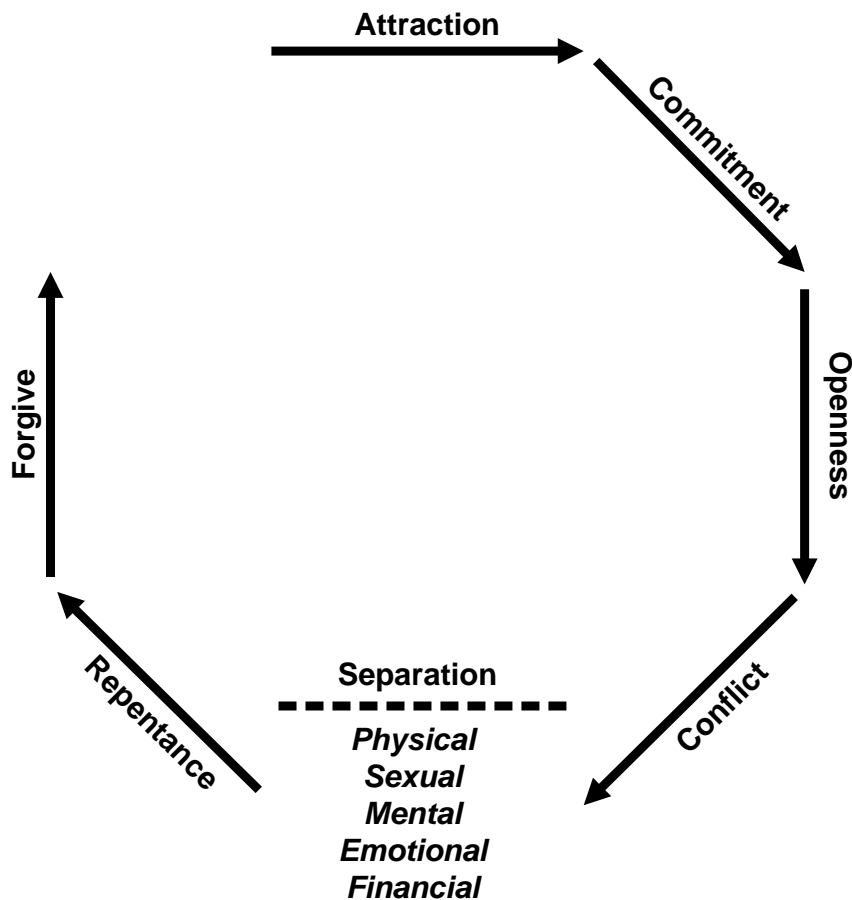 Attraction
Commitment
Openness
Conflict
Separation
Physical
Sexual
Mental
Emotional
Financial
Repentance
Forgive